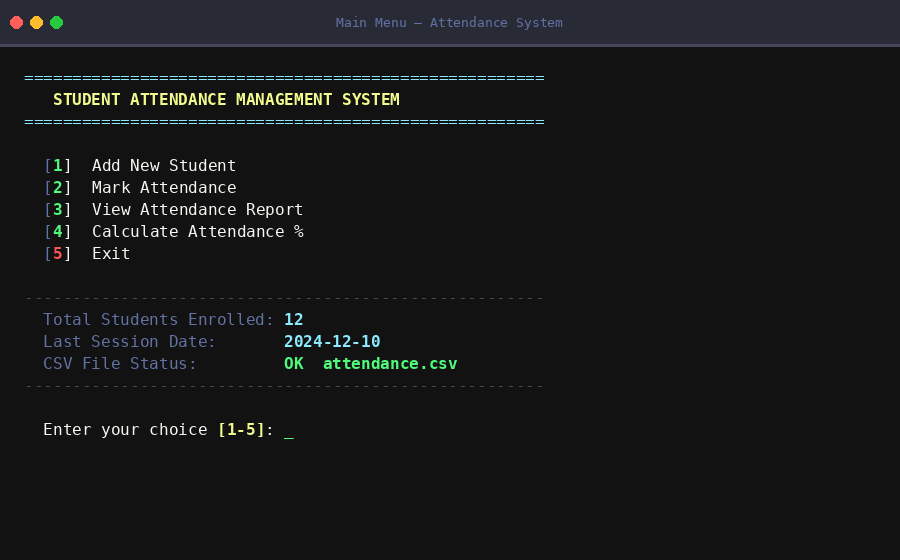 Main Menu — Attendance System
======================================================
STUDENT ATTENDANCE MANAGEMENT SYSTEM
======================================================
[1]  Add New Student
[2]  Mark Attendance
[3]  View Attendance Report
[4]  Calculate Attendance %
[5]  Exit
------------------------------------------------------
Total Students Enrolled: 12
Last Session Date:       2024-12-10
CSV File Status:         OK  attendance.csv
------------------------------------------------------
Enter your choice [1-5]: _